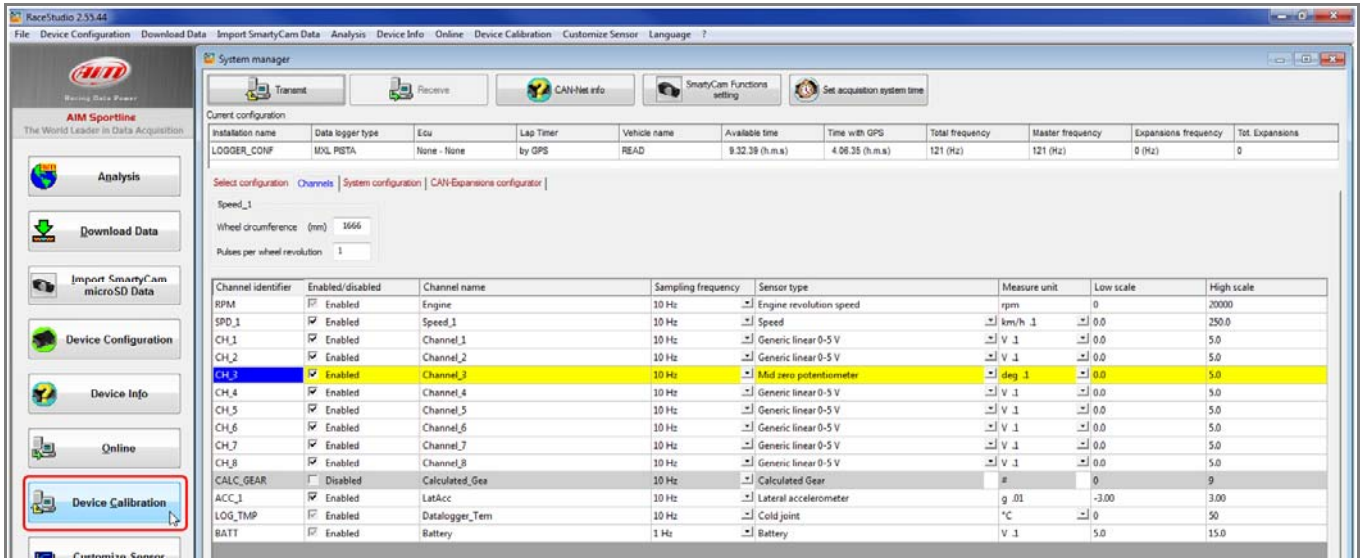 RaceStudio 2.55.44
File Device Configuration Download Data Import SmartyCam Data Analysis Device Info Online Device Calibration Customize Sensor Language ?
AIM
Racing Data Power
AIM Sportline
The World Leader in Data Acquisition
Analysis
Download Data
Import SmartyCam
microSD Data
Device Configuration
Device Info
Online
Device Calibration
Customize Sensor
System manager
Transmit Receive CAN-Net info SmartyCam Functions setting Set acquisition system time
Current configuration
Installation name Data logger type Ecu Lap Timer Vehicle name Available time Time with GPS Total frequency Master frequency Expansions frequency Tot. Expansions
LOGGER_CONF MXL PISTA None - None by GPS READ 9.32.39 (h.m.s) 4.06.35 (h.m.s) 121 (Hz) 121 (Hz) 0 (Hz) 0
Select configuration Channels System configuration CAN-Expansions configurator
Speed_1
Wheel circumference (mm) 1666
Pulses per wheel revolution 1
Channel identifier Enabled/disabled Channel name Sampling frequency Sensor type Measure unit Low scale High scale
RPM Enabled Engine 10 Hz Engine revolution speed rpm 0 20000
SPD_1 Enabled Speed_1 10 Hz Speed km/h .1 0.0 250.0
CH_1 Enabled Channel_1 10 Hz Generic linear 0-5 V V .1 0.0 5.0
CH_2 Enabled Channel_2 10 Hz Generic linear 0-5 V V .1 0.0 5.0
CH_3 Enabled Channel_3 10 Hz Mid zero potentiometer deg .1 0.0 5.0
CH_4 Enabled Channel_4 10 Hz Generic linear 0-5 V V .1 0.0 5.0
CH_5 Enabled Channel_5 10 Hz Generic linear 0-5 V V .1 0.0 5.0
CH_6 Enabled Channel_6 10 Hz Generic linear 0-5 V V .1 0.0 5.0
CH_7 Enabled Channel_7 10 Hz Generic linear 0-5 V V .1 0.0 5.0
CH_8 Enabled Channel_8 10 Hz Generic linear 0-5 V V .1 0.0 5.0
CALC_GEAR Disabled Calculated_Gea 10 Hz Calculated Gear # 0 9
ACC_1 Enabled LatAcc 10 Hz Lateral accelerometer g .01 -3.00 3.00
LOG_TMP Enabled Datalogger_Tem 10 Hz Cold joint °C 0 50
BATT Enabled Battery 1 Hz Battery V .1 5.0 15.0